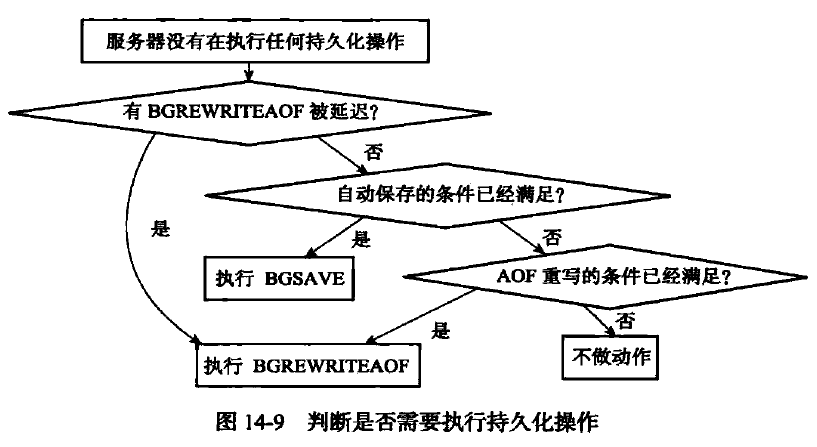 服务器没有在执行任何持久化操作
有 BGREWRITEAOF 被延迟?
否
自动保存的条件已经满足?
是
是
否
执行 BGSAVE
AOF 重写的条件已经满足?
是
否
执行 BGREWRITEAOF
不做动作
图 14-9 判断是否需要执行持久化操作